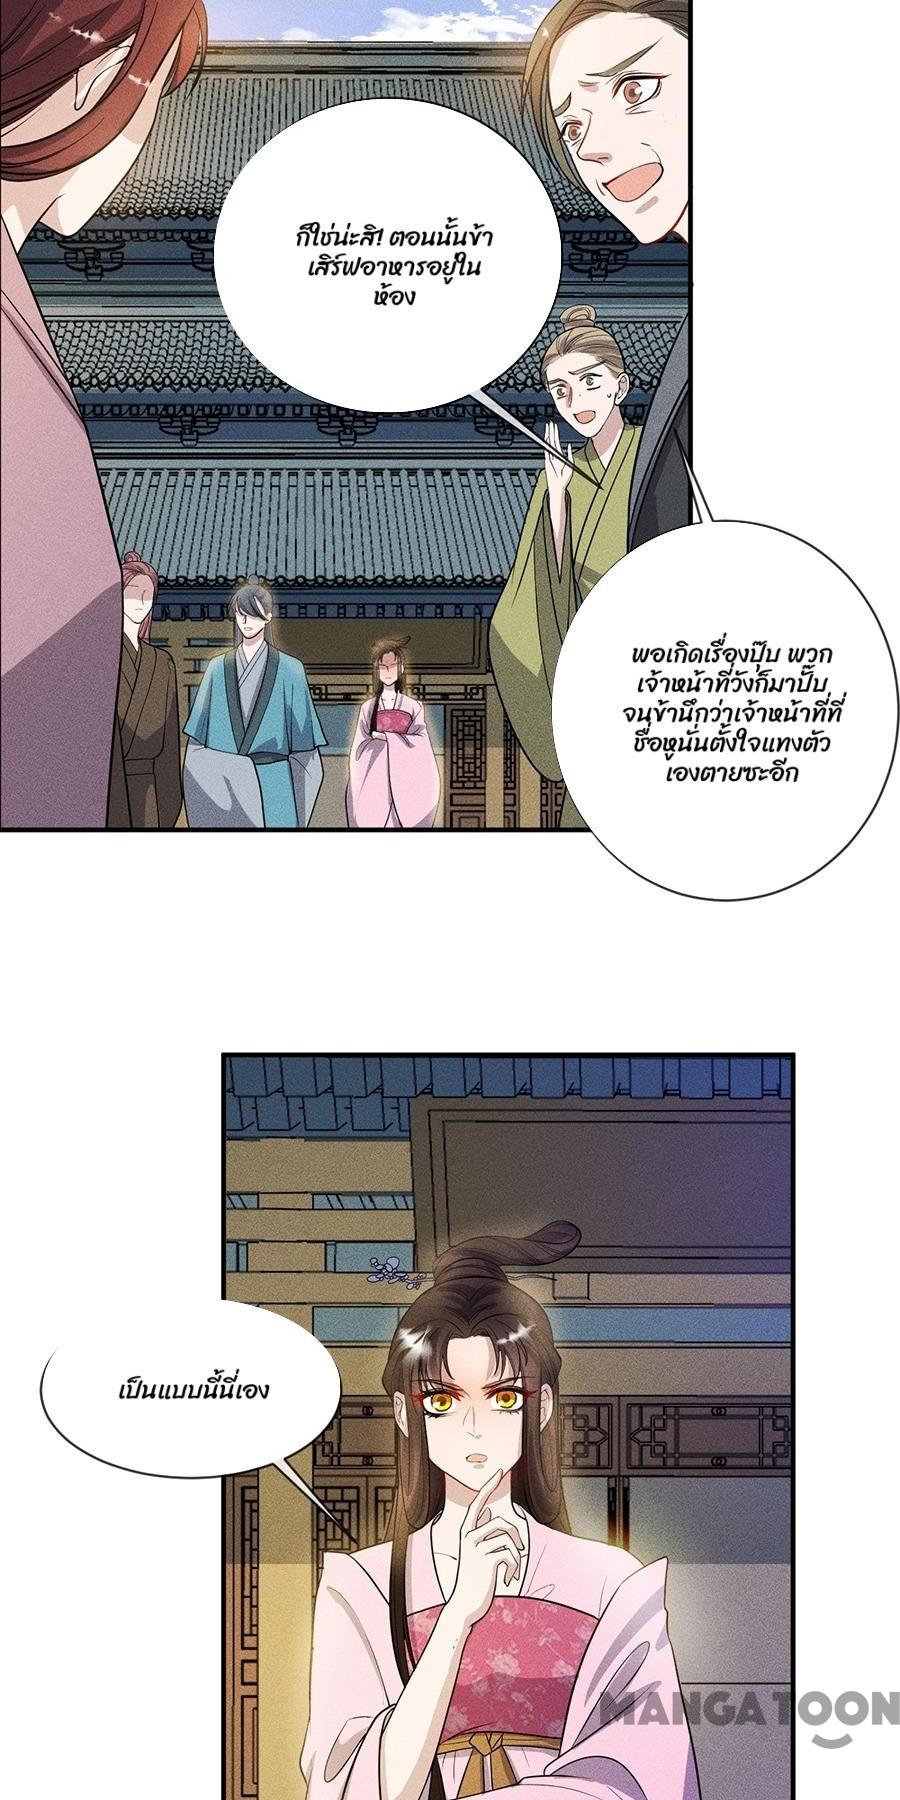 ก็ใช่น่ะสิ! ตอนนั้นข้า
เสิร์ฟอาหารอยู่ใน
ห้อง
พอเกิดเรื่องปุ๊บ พวก
เจ้าหน้าที่วังก็มาปั๊บ
จนข้านึกว่าเจ้าหน้าที่ที่
ชื่อหูนั่นตั้งใจแทงตัว
เองตายซะอีก
เป็นแบบนี้นี่เอง
MANGATOON